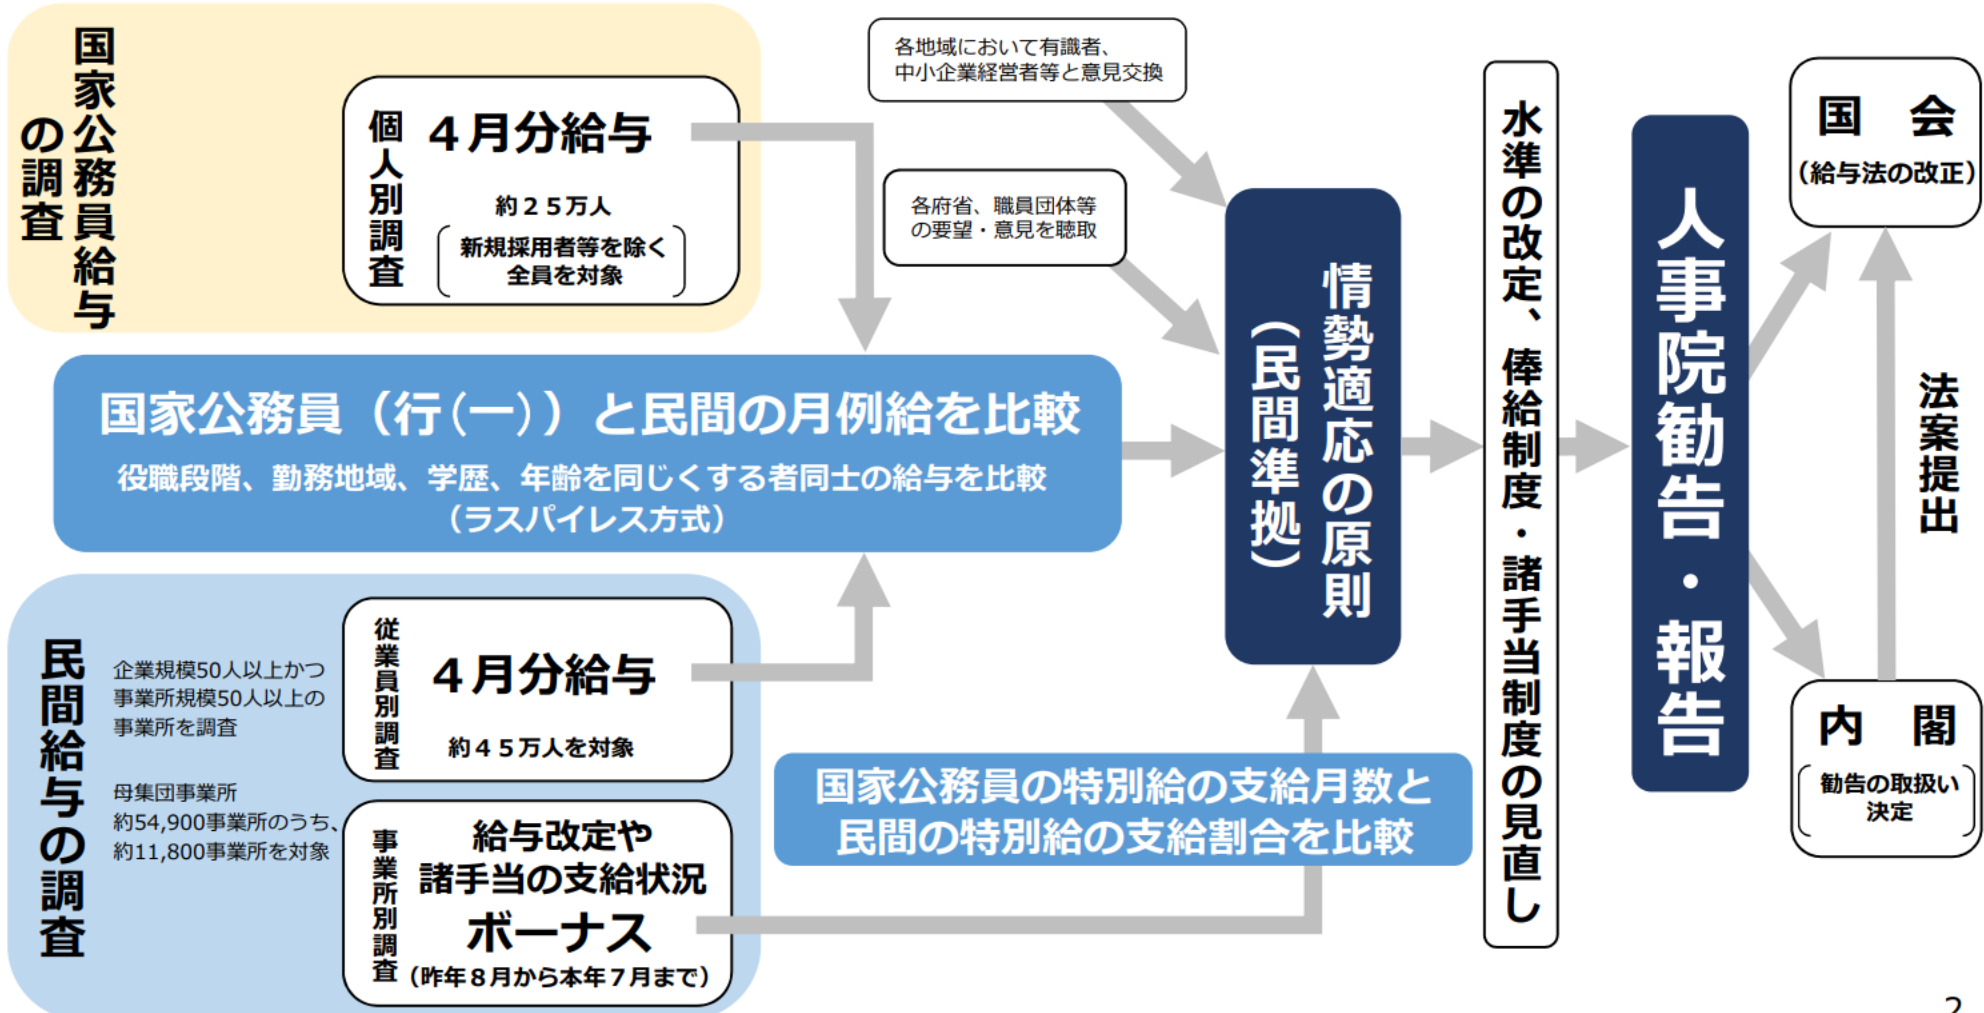 国家公務員給与
の調査
個人別調査
４月分給与
約２５万人
新規採用者等を除く
全員を対象
各地域において有識者、
中小企業経営者等と意見交換
各府省、職員団体等
の要望・意見を聴取
国家公務員（行(一)）と民間の月例給を比較
役職段階、勤務地域、学歴、年齢を同じくする者同士の給与を比較
（ラスパイレス方式）
民間給与の調査
企業規模50人以上かつ
事業所規模50人以上の
事業所を調査
母集団事業所
約54,900事業所のうち、
約11,800事業所を対象
従業員別調査
４月分給与
約４５万人を対象
事業所別調査
給与改定や
諸手当の支給状況
ボーナス
（昨年８月から本年７月まで）
国家公務員の特別給の支給月数と
民間の特別給の支給割合を比較
情勢適応の原則
（民間準拠）
水準の改定、俸給制度・諸手当制度の見直し
人事院勧告・報告
国　会
（給与法の改正）
法案提出
内　閣
勧告の取扱い
決定
2